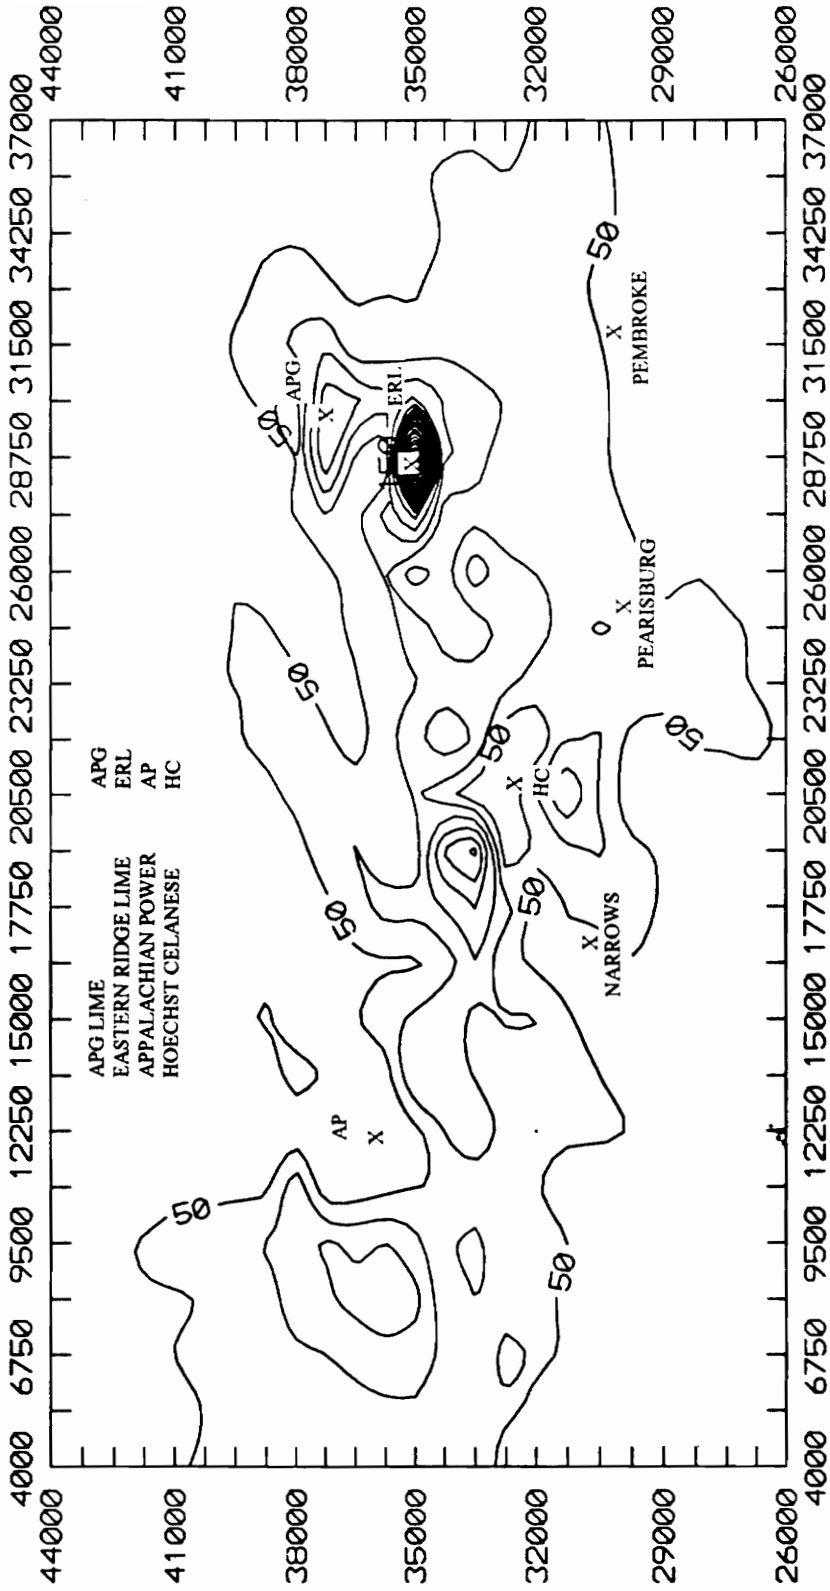 4000 6750 9500 12250 15000 17750 20500 23250 26000 28750 31500 34250 37000
44000 44000
APG LIME APG
EASTERN RIDGE LIME ERL
APPALACHIAN POWER AP
HOECHST CELANESE HC
41000 41000
50
50
APG
38000 38000
50
X
AP
50
X
150
ERL
X
35000 35000
50
X
50
32000 32000
HC
50
X
50
NARROWS
X
X
PEMBROKE
PEARISBURG
29000 29000
50
26000 26000
4000 6750 9500 12250 15000 17750 20500 23250 26000 28750 31500 34250 37000